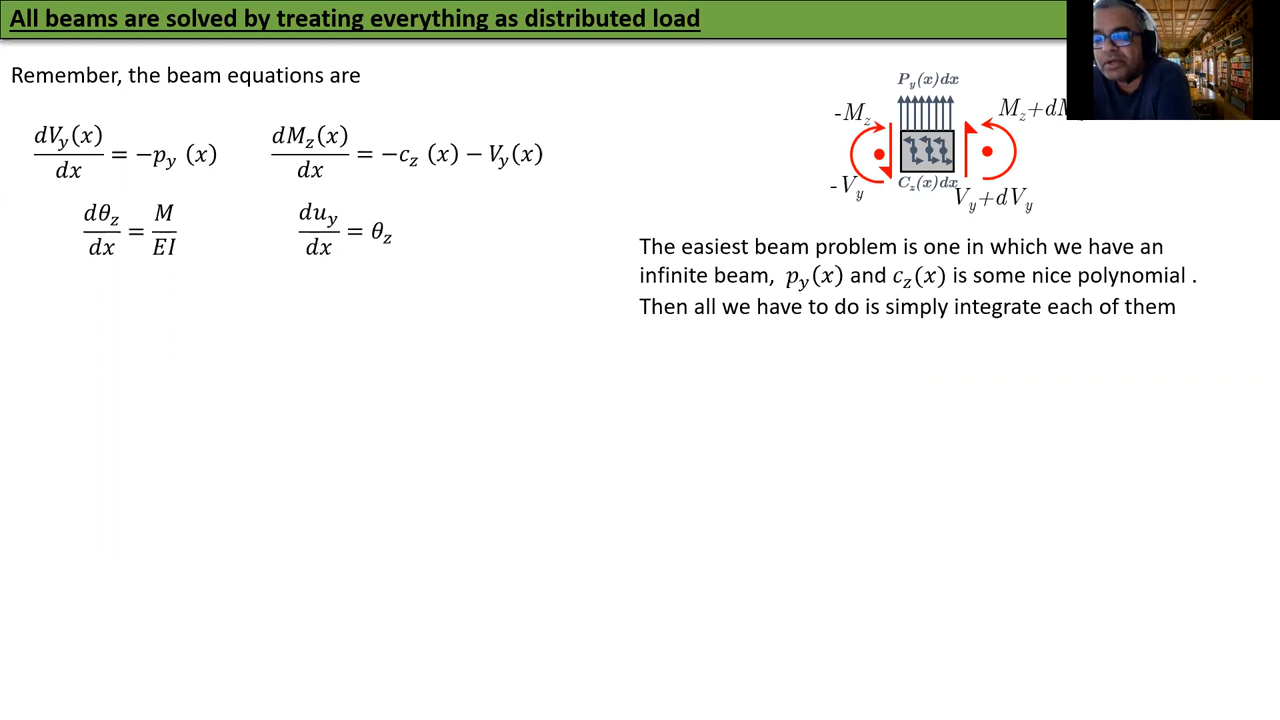 All beams are solved by treating everything as distributed load
Remember, the beam equations are
dV_y(x)/dx = −p_y (x)
dM_z(x)/dx = −c_z (x) − V_y(x)
dθ_z/dx = M/EI
du_y/dx = θ_z
P_y(x)dx
-M_z
M_z+dM
C_z(x)dx
-V_y
V_y+dV_y
The easiest beam problem is one in which we have an
infinite beam, p_y(x) and c_z(x) is some nice polynomial .
Then all we have to do is simply integrate each of them